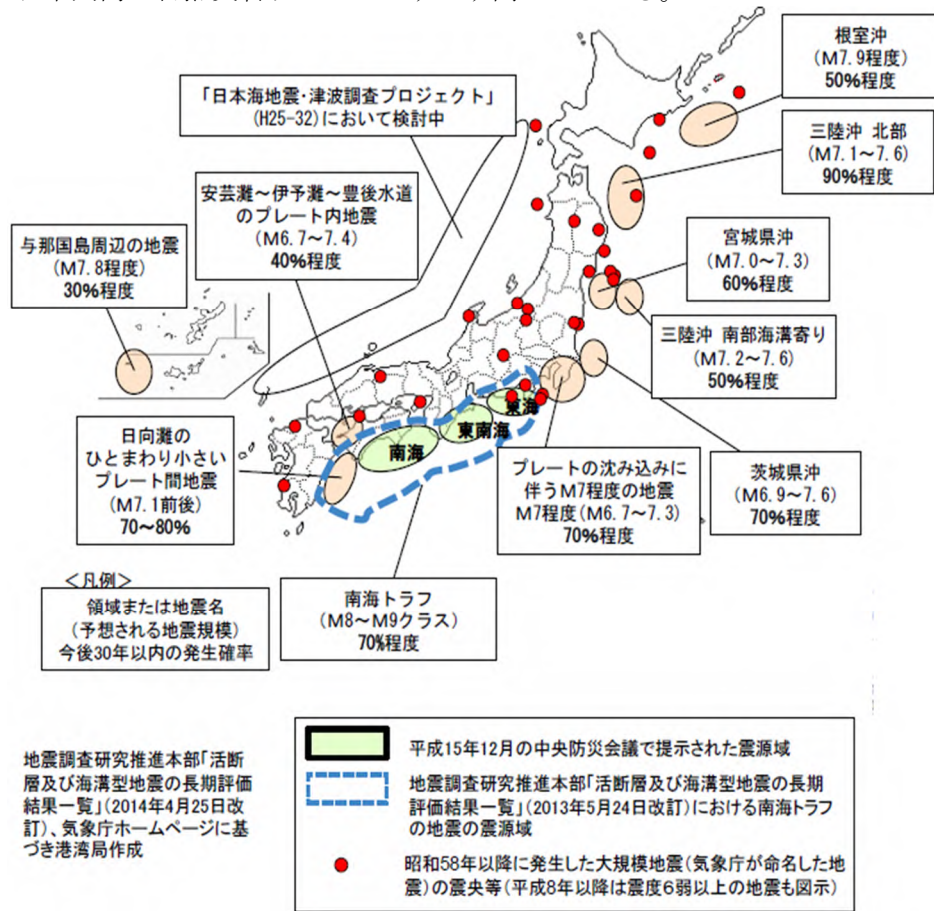 根室沖
(M7.9程度)
50%程度
「日本海地震・津波調査プロジェクト」
(H25-32)において検討中
三陸沖 北部
(M7.1～7.6)
90%程度
安芸灘～伊予灘～豊後水道
のプレート内地震
(M6.7～7.4)
40%程度
与那国島周辺の地震
(M7.8程度)
30%程度
宮城県沖
(M7.0～7.3)
60%程度
三陸沖 南部海溝寄り
(M7.2～7.6)
50%程度
東海
東南海
南海
日向灘の
ひとまわり小さい
プレート間地震
(M7.1前後)
70～80%
プレートの沈み込みに
伴うM7程度の地震
M7程度(M6.7～7.3)
70%程度
茨城県沖
(M6.9～7.6)
70%程度
＜凡例＞
領域または地震名
(予想される地震規模)
今後30年以内の発生確率
南海トラフ
(M8～M9クラス)
70%程度
地震調査研究推進本部「活断
層及び海溝型地震の長期評価
結果一覧」(2014年4月25日改
訂)、気象庁ホームページに基
づき港湾局作成
平成15年12月の中央防災会議で提示された震源域
地震調査研究推進本部「活断層及び海溝型地震の長期
評価結果一覧」(2013年5月24日改訂)における南海トラフ
の地震の震源域
昭和58年以降に発生した大規模地震(気象庁が命名した地
震)の震央等(平成8年以降は震度6弱以上の地震も図示)